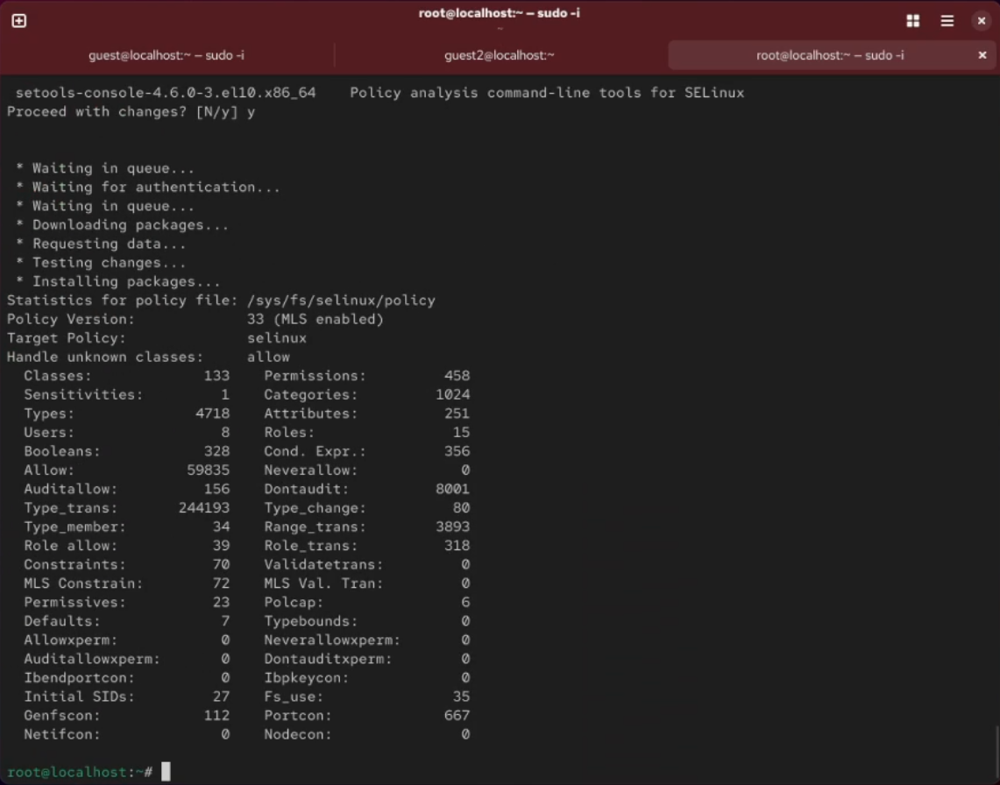 root@localhost:~ — sudo -i
~
guest@localhost:~ — sudo -i
guest2@localhost:~
root@localhost:~ — sudo -i
setools-console-4.6.0-3.el10.x86_64    Policy analysis command-line tools for SELinux
Proceed with changes? [N/y] y
* Waiting in queue...
* Waiting for authentication...
* Waiting in queue...
* Downloading packages...
* Requesting data...
* Testing changes...
* Installing packages...
Statistics for policy file: /sys/fs/selinux/policy
Policy Version:             33 (MLS enabled)
Target Policy:              selinux
Handle unknown classes:     allow
  Classes:             133    Permissions:         458
  Sensitivities:         1    Categories:         1024
  Types:              4718    Attributes:          251
  Users:                 8    Roles:                15
  Booleans:            328    Cond. Expr.:         356
  Allow:             59835    Neverallow:            0
  Auditallow:          156    Dontaudit:          8001
  Type_trans:       244193    Type_change:          80
  Type_member:          34    Range_trans:        3893
  Role allow:           39    Role_trans:          318
  Constraints:          70    Validatetrans:         0
  MLS Constrain:        72    MLS Val. Tran:         0
  Permissives:          23    Polcap:                6
  Defaults:              7    Typebounds:            0
  Allowxperm:            0    Neverallowxperm:       0
  Auditallowxperm:       0    Dontauditxperm:        0
  Ibendportcon:          0    Ibpkeycon:             0
  Initial SIDs:         27    Fs_use:               35
  Genfscon:            112    Portcon:             667
  Netifcon:              0    Nodecon:               0
root@localhost:~#